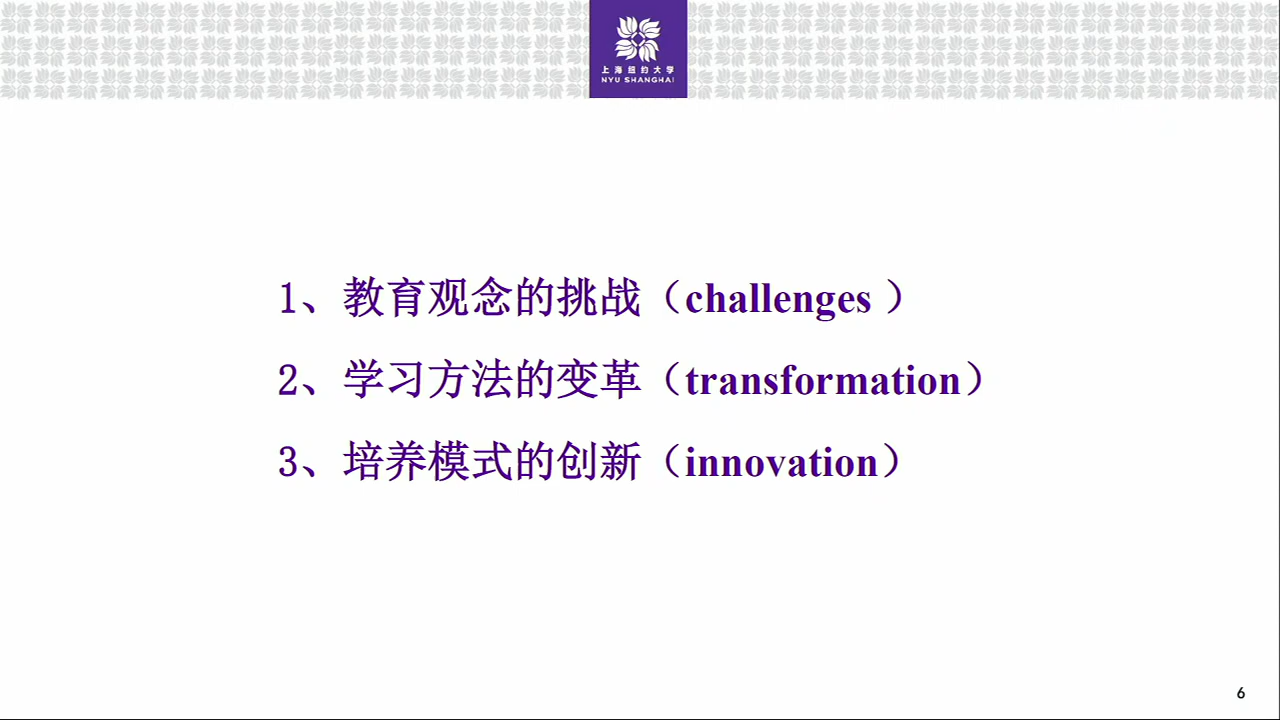 上海纽约大学
NYU SHANGHAI
1、教育观念的挑战（challenges ）
2、学习方法的变革（transformation）
3、培养模式的创新（innovation）
6